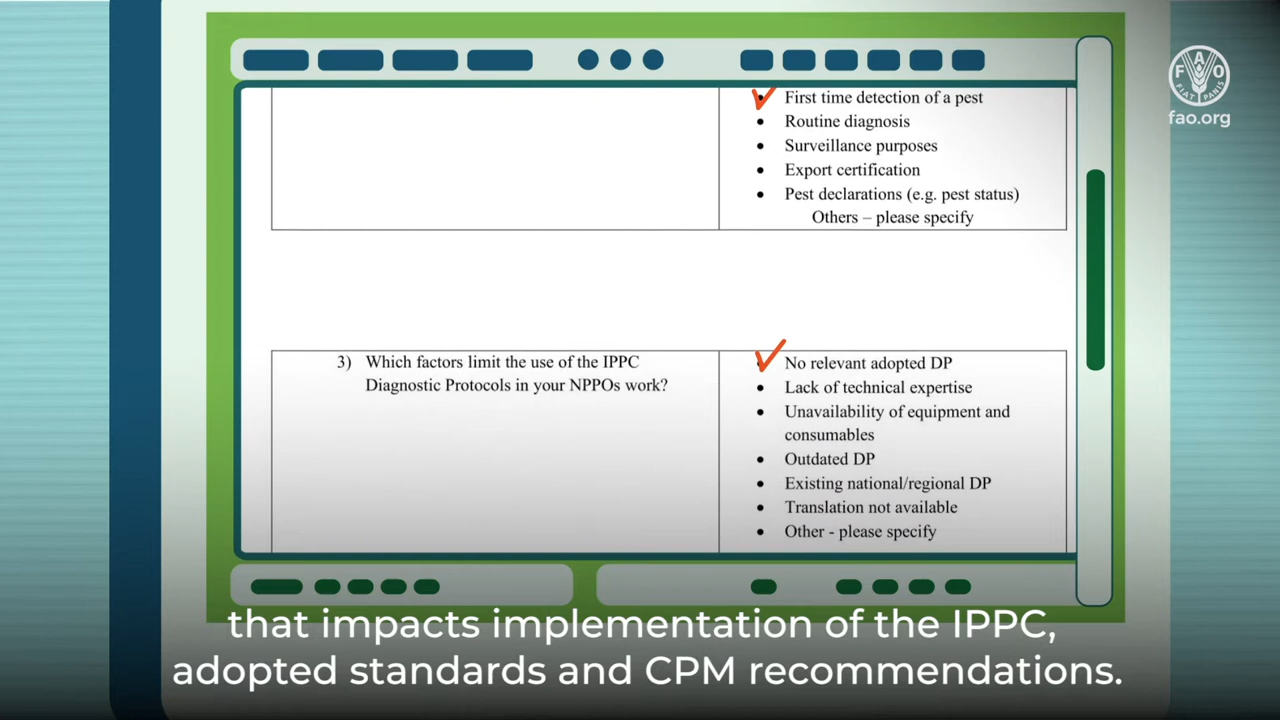 First time detection of a pest
Routine diagnosis
Surveillance purposes
Export certification
Pest declarations (e.g. pest status)
Others – please specify
3) Which factors limit the use of the IPPC
Diagnostic Protocols in your NPPOs work?
No relevant adopted DP
Lack of technical expertise
Unavailability of equipment and
consumables
Outdated DP
Existing national/regional DP
Translation not available
Other - please specify
that impacts implementation of the IPPC,
adopted standards and CPM recommendations.
F A O
FIAT PANIS
fao.org